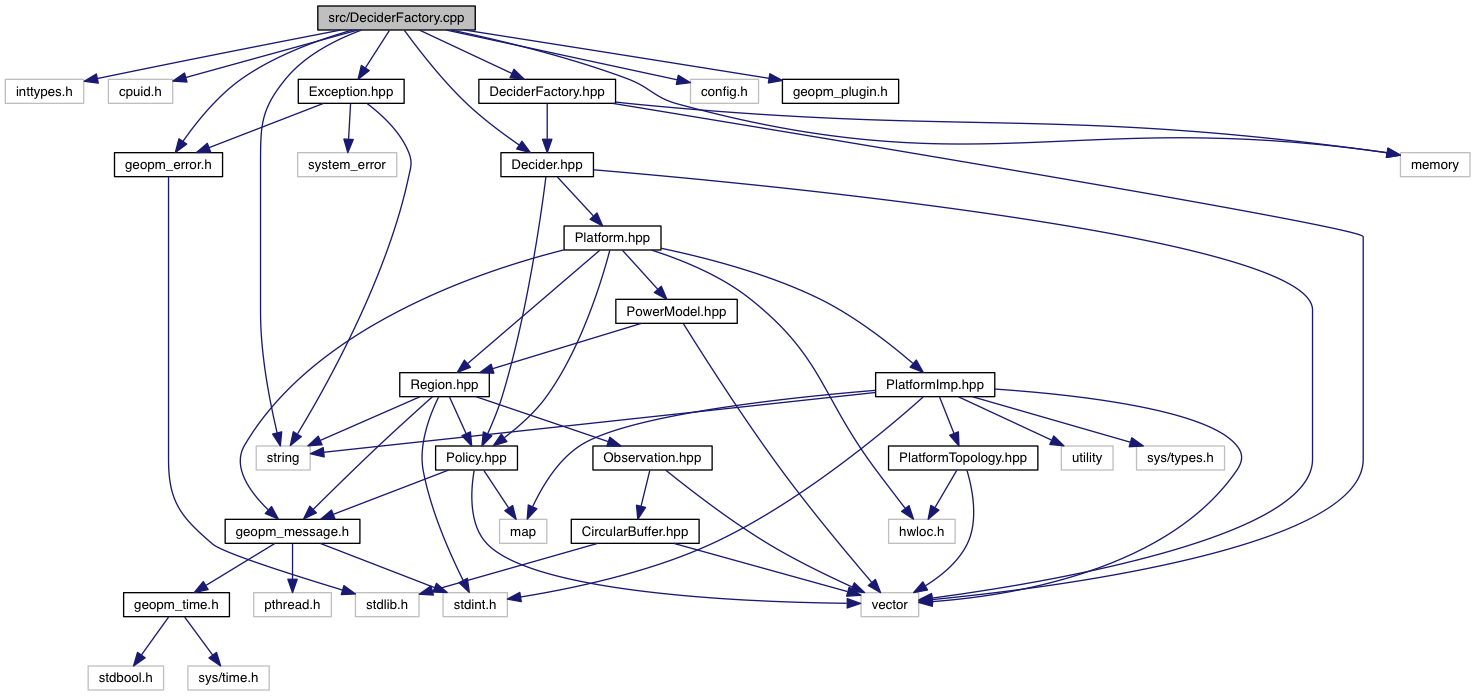 src/DeciderFactory.cpp
inttypes.h
cpuid.h
Exception.hpp
DeciderFactory.hpp
config.h
geopm_plugin.h
geopm_error.h
system_error
Decider.hpp
memory
Platform.hpp
PowerModel.hpp
Region.hpp
PlatformImp.hpp
string
Policy.hpp
Observation.hpp
PlatformTopology.hpp
utility
sys/types.h
geopm_message.h
map
CircularBuffer.hpp
hwloc.h
geopm_time.h
pthread.h
stdlib.h
stdint.h
vector
stdbool.h
sys/time.h